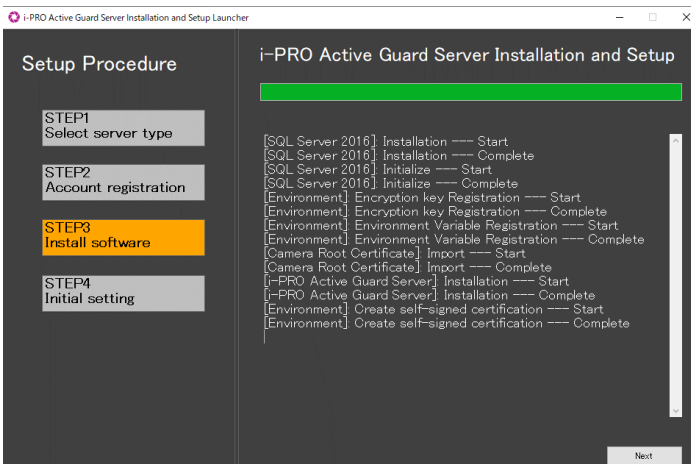 i-PRO Active Guard Server Installation and Setup Launcher
Setup Procedure
STEP1
Select server type
STEP2
Account registration
STEP3
Install software
STEP4
Initial setting
i-PRO Active Guard Server Installation and Setup
[SQL Server 2016]: Installation --- Start
[SQL Server 2016]: Installation --- Complete
[SQL Server 2016]: Initialize --- Start
[SQL Server 2016]: Initialize --- Complete
[Environment]: Encryption key Registration --- Start
[Environment]: Encryption key Registration --- Complete
[Environment]: Environment Variable Registration --- Start
[Environment]: Environment Variable Registration --- Complete
[Camera Root Certificate]: Import --- Start
[Camera Root Certificate]: Import --- Complete
[i-PRO Active Guard Server]: Installation --- Start
[i-PRO Active Guard Server]: Installation --- Complete
[Environment]: Create self-signed certification --- Start
[Environment]: Create self-signed certification --- Complete
Next